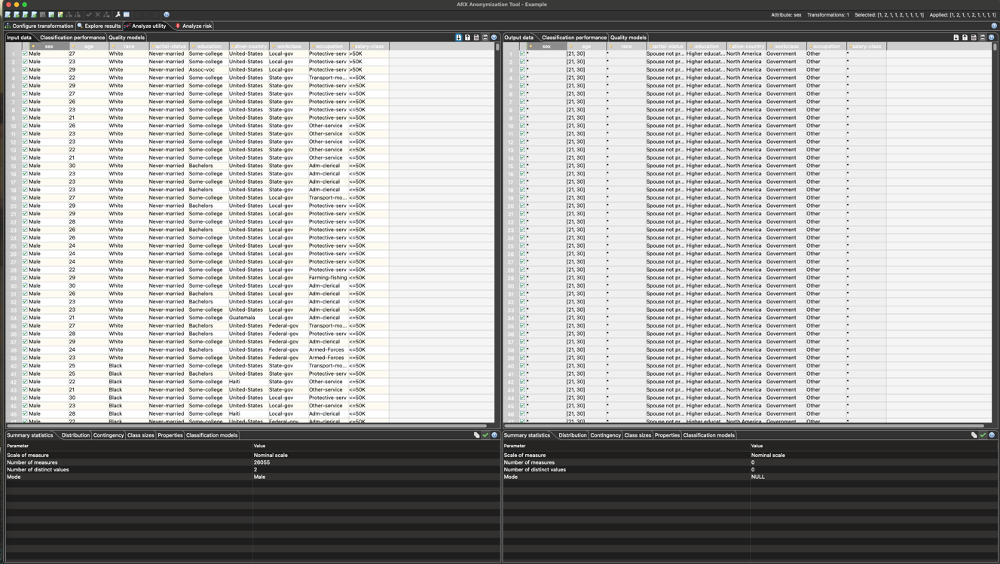 ARX Anonymization Tool - Example
Attribute: sex Transformations: 1 Selected: [1, 2, 1, 1, 2, 1, 1, 1, 1] Applied: [1, 2, 1, 1, 2, 1, 1, 1, 1]
Configure transformation Explore results Analyze utility Analyze risk
Input data Classification performance Quality models
sex age race marital-status education native-country workclass occupation salary-class
1 Male 27 White Never-married Some-college United-States Local-gov Protective-serv >50K
2 Male 23 White Never-married Some-college United-States Local-gov Protective-serv >50K
3 Male 29 White Never-married Assoc-voc United-States Local-gov Protective-serv >50K
4 Male 22 White Never-married Some-college United-States State-gov Transport-mo... <=50K
5 Male 29 White Never-married Some-college United-States State-gov Protective-serv <=50K
6 Male 27 White Never-married Some-college United-States State-gov Protective-serv <=50K
7 Male 26 White Never-married Some-college United-States State-gov Protective-serv <=50K
8 Male 23 White Never-married Some-college United-States State-gov Protective-serv <=50K
9 Male 21 White Never-married Some-college United-States State-gov Protective-serv <=50K
10 Male 26 White Never-married Some-college United-States State-gov Other-service <=50K
11 Male 23 White Never-married Some-college United-States State-gov Other-service <=50K
12 Male 23 White Never-married Some-college United-States State-gov Other-service <=50K
13 Male 22 White Never-married Some-college United-States State-gov Other-service <=50K
14 Male 21 White Never-married Some-college United-States State-gov Other-service <=50K
15 Male 30 White Never-married Bachelors United-States State-gov Adm-clerical <=50K
16 Male 23 White Never-married Some-college United-States State-gov Adm-clerical <=50K
17 Male 23 White Never-married Some-college United-States State-gov Adm-clerical <=50K
18 Male 23 White Never-married Bachelors United-States State-gov Adm-clerical <=50K
19 Male 27 White Never-married Some-college United-States Local-gov Transport-mo... <=50K
20 Male 29 White Never-married Bachelors United-States Local-gov Protective-serv <=50K
21 Male 29 White Never-married Some-college United-States Local-gov Protective-serv <=50K
22 Male 28 White Never-married Some-college United-States Local-gov Protective-serv <=50K
23 Male 26 White Never-married Bachelors United-States Local-gov Protective-serv <=50K
24 Male 26 White Never-married Some-college United-States Local-gov Protective-serv <=50K
25 Male 24 White Never-married Some-college United-States Local-gov Protective-serv <=50K
26 Male 24 White Never-married Some-college United-States Local-gov Protective-serv <=50K
27 Male 24 White Never-married Some-college United-States Local-gov Protective-serv <=50K
28 Male 22 White Never-married Some-college United-States Local-gov Protective-serv <=50K
29 Male 29 White Never-married Some-college United-States Local-gov Farming-fishing <=50K
30 Male 30 White Never-married Some-college United-States Local-gov Adm-clerical <=50K
31 Male 26 White Never-married Bachelors United-States Local-gov Adm-clerical <=50K
32 Male 23 White Never-married Bachelors United-States Local-gov Adm-clerical <=50K
33 Male 23 White Never-married Some-college United-States Local-gov Adm-clerical <=50K
34 Male 21 White Never-married Some-college Guatemala Local-gov Adm-clerical <=50K
35 Male 27 White Never-married Bachelors United-States Federal-gov Transport-mo... <=50K
36 Male 28 White Never-married Bachelors United-States Federal-gov Protective-serv <=50K
37 Male 29 White Never-married Some-college United-States Federal-gov Adm-clerical <=50K
38 Male 24 White Never-married Bachelors United-States Federal-gov Armed-Forces <=50K
39 Male 23 White Never-married Some-college United-States Federal-gov Armed-Forces <=50K
40 Male 25 Black Never-married Some-college United-States State-gov Transport-mo... <=50K
41 Male 25 Black Never-married Bachelors United-States State-gov Protective-serv <=50K
42 Male 22 Black Never-married Some-college Haiti State-gov Other-service <=50K
43 Male 21 Black Never-married Some-college United-States State-gov Other-service <=50K
44 Male 30 Black Never-married Some-college United-States Local-gov Protective-serv <=50K
45 Male 23 Black Never-married Some-college United-States Local-gov Other-service <=50K
46 Male 28 Black Never-married Some-college Haiti Local-gov Adm-clerical <=50K
Male 22 Black Never-married Some-college United-States Local-gov Adm-clerical <=50K
Output data Classification performance Quality models
sex age race marital-status education native-country workclass occupation salary-class
1 * [21, 30] * Spouse not pr... Higher educat... North America Government Other *
2 * [21, 30] * Spouse not pr... Higher educat... North America Government Other *
3 * [21, 30] * Spouse not pr... Higher educat... North America Government Other *
4 * [21, 30] * Spouse not pr... Higher educat... North America Government Other *
5 * [21, 30] * Spouse not pr... Higher educat... North America Government Other *
6 * [21, 30] * Spouse not pr... Higher educat... North America Government Other *
7 * [21, 30] * Spouse not pr... Higher educat... North America Government Other *
8 * [21, 30] * Spouse not pr... Higher educat... North America Government Other *
9 * [21, 30] * Spouse not pr... Higher educat... North America Government Other *
10 * [21, 30] * Spouse not pr... Higher educat... North America Government Other *
11 * [21, 30] * Spouse not pr... Higher educat... North America Government Other *
12 * [21, 30] * Spouse not pr... Higher educat... North America Government Other *
13 * [21, 30] * Spouse not pr... Higher educat... North America Government Other *
14 * [21, 30] * Spouse not pr... Higher educat... North America Government Other *
15 * [21, 30] * Spouse not pr... Higher educat... North America Government Other *
16 * [21, 30] * Spouse not pr... Higher educat... North America Government Other *
17 * [21, 30] * Spouse not pr... Higher educat... North America Government Other *
18 * [21, 30] * Spouse not pr... Higher educat... North America Government Other *
19 * [21, 30] * Spouse not pr... Higher educat... North America Government Other *
20 * [21, 30] * Spouse not pr... Higher educat... North America Government Other *
21 * [21, 30] * Spouse not pr... Higher educat... North America Government Other *
22 * [21, 30] * Spouse not pr... Higher educat... North America Government Other *
23 * [21, 30] * Spouse not pr... Higher educat... North America Government Other *
24 * [21, 30] * Spouse not pr... Higher educat... North America Government Other *
25 * [21, 30] * Spouse not pr... Higher educat... North America Government Other *
26 * [21, 30] * Spouse not pr... Higher educat... North America Government Other *
27 * [21, 30] * Spouse not pr... Higher educat... North America Government Other *
28 * [21, 30] * Spouse not pr... Higher educat... North America Government Other *
29 * [21, 30] * Spouse not pr... Higher educat... North America Government Other *
30 * [21, 30] * Spouse not pr... Higher educat... North America Government Other *
31 * [21, 30] * Spouse not pr... Higher educat... North America Government Other *
32 * [21, 30] * Spouse not pr... Higher educat... North America Government Other *
33 * [21, 30] * Spouse not pr... Higher educat... North America Government Other *
34 * [21, 30] * Spouse not pr... Higher educat... North America Government Other *
35 * [21, 30] * Spouse not pr... Higher educat... North America Government Other *
36 * [21, 30] * Spouse not pr... Higher educat... North America Government Other *
37 * [21, 30] * Spouse not pr... Higher educat... North America Government Other *
38 * [21, 30] * Spouse not pr... Higher educat... North America Government Other *
39 * [21, 30] * Spouse not pr... Higher educat... North America Government Other *
40 * [21, 30] * Spouse not pr... Higher educat... North America Government Other *
41 * [21, 30] * Spouse not pr... Higher educat... North America Government Other *
42 * [21, 30] * Spouse not pr... Higher educat... North America Government Other *
43 * [21, 30] * Spouse not pr... Higher educat... North America Government Other *
44 * [21, 30] * Spouse not pr... Higher educat... North America Government Other *
45 * [21, 30] * Spouse not pr... Higher educat... North America Government Other *
46 * [21, 30] * Spouse not pr... Higher educat... North America Government Other *
* [21, 30] * Spouse not pr... Higher educat... North America Government Other *
Summary statistics Distribution Contingency Class sizes Properties Classification models
Parameter Value
Scale of measure Nominal scale
Number of measures 26055
Number of distinct values 2
Mode Male
Summary statistics Distribution Contingency Class sizes Properties Classification models
Parameter Value
Scale of measure Nominal scale
Number of measures 0
Number of distinct values 0
Mode NULL